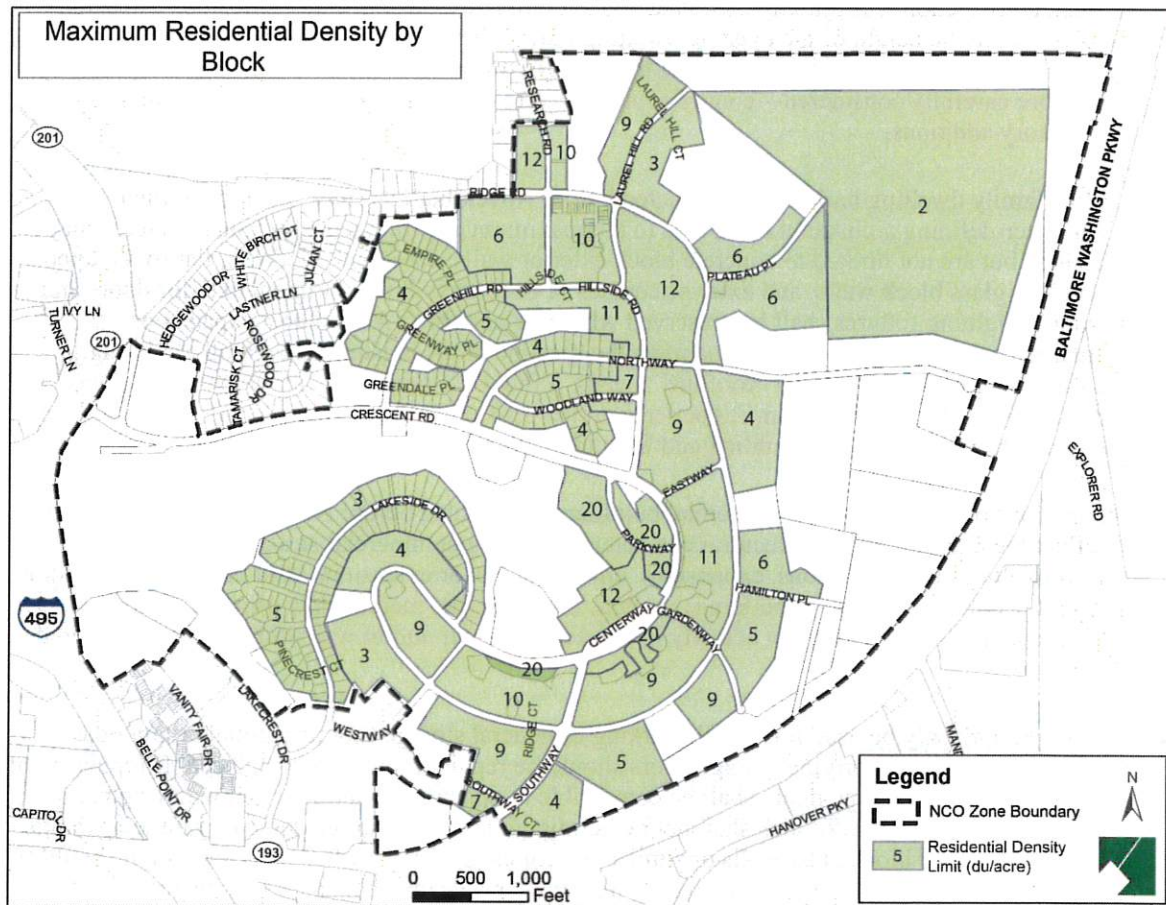 Maximum Residential Density by
Block
201
RESEARCH RD
LAUREL HILL CT
LAUREL HILL RD
9
3
12
10
RIDGE RD
2
BALTIMORE WASHINGTON PKWY
HEDGEWOOD DR
WHITE BIRCH CT
JULIAN CT
LASTNER LN
ROSEWOOD DR
TAMARISK CT
IVY LN
TURNER LN
201
6
10
6
PLATEAU PL
6
12
EMPIRE PL
4
GREENHILL RD
HILLSIDE CT
HILLSIDE RD
11
5
GREENWAY PL
4
NORTHWAY
5
7
WOODLAND WAY
GREENDALE PL
CRESCENT RD
4
9
4
EASTWAY
EXPLORER RD
3
LAKESIDE DR
4
20
20
PARKWAY
20
11
6
HAMILTON PL
12
CENTERWAY
GARDENWAY
20
5
9
9
495
5
PINECREST CT
3
9
20
10
RIDGE CT
LAKECREST DR
VANITY FAIR DR
BELLE POINT DR
WESTWAY
9
SOUTHWAY
5
7
SOUTHWAY CT
4
CAPITOL DR
193
HANOVER PKY
MAND
0 500 1,000
Feet
Legend
N
NCO Zone Boundary
5
Residential Density
Limit (du/acre)